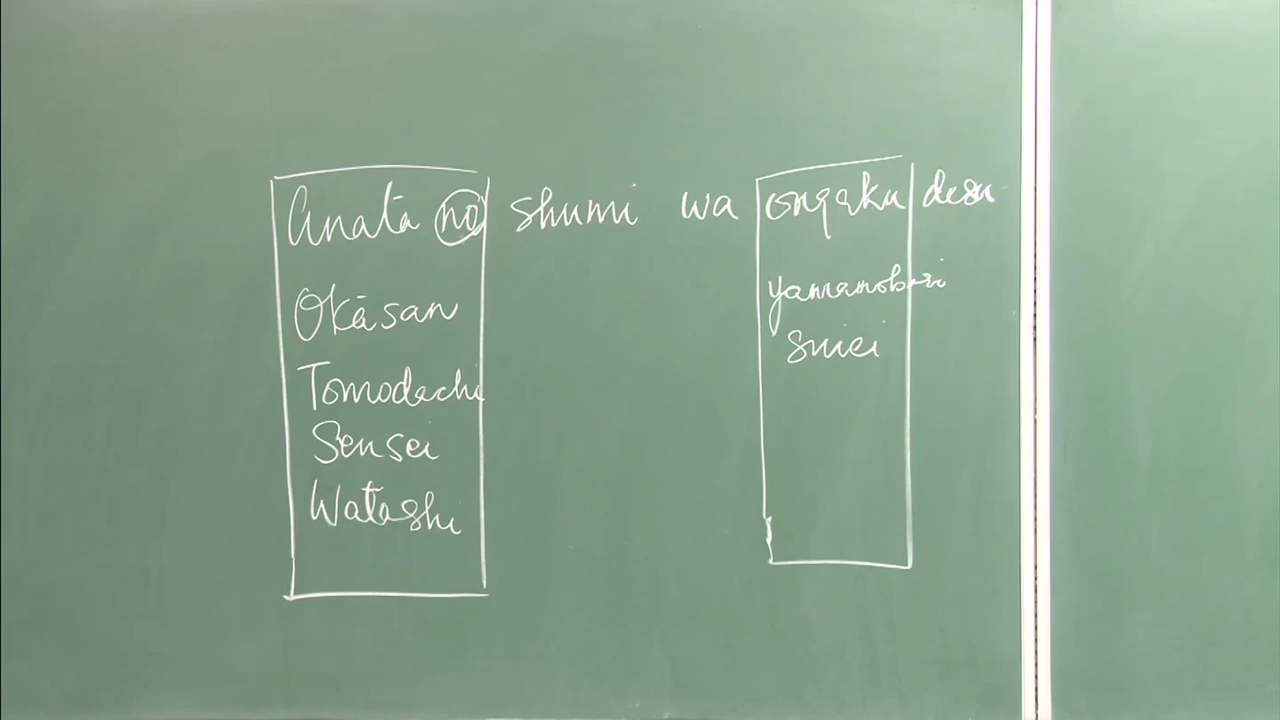 Anata no shumi wa ongaku desu
Okāsan yamanobori
Tomodachi suiei
Sensei
Watashi